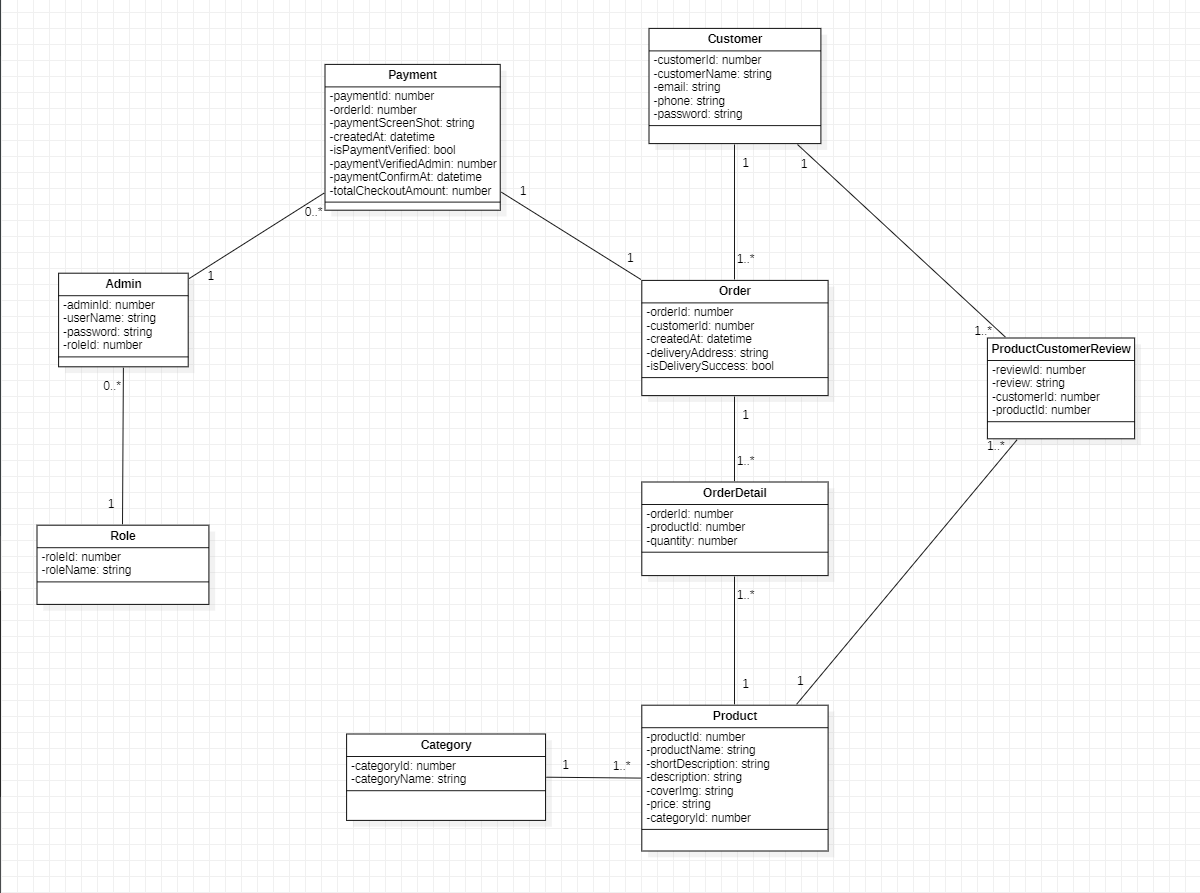 Customer
-customerId: number
-customerName: string
-email: string
-phone: string
-password: string
1
1
Payment
-paymentId: number
-orderId: number
-paymentScreenShot: string
-createdAt: datetime
-isPaymentVerified: bool
-paymentVerifiedAdmin: number
-paymentConfirmAt: datetime
-totalCheckoutAmount: number
0..*
1
1
1
1..*
Admin
-adminId: number
-userName: string
-password: string
-roleId: number
0..*
Order
-orderId: number
-customerId: number
-createdAt: datetime
-deliveryAddress: string
-isDeliverySuccess: bool
1
1..*
1..*
ProductCustomerReview
-reviewId: number
-review: string
-customerId: number
-productId: number
1..*
1
Role
-roleId: number
-roleName: string
OrderDetail
-orderId: number
-productId: number
-quantity: number
1..*
1
1
Category
-categoryId: number
-categoryName: string
1
1..*
Product
-productId: number
-productName: string
-shortDescription: string
-description: string
-coverImg: string
-price: string
-categoryId: number